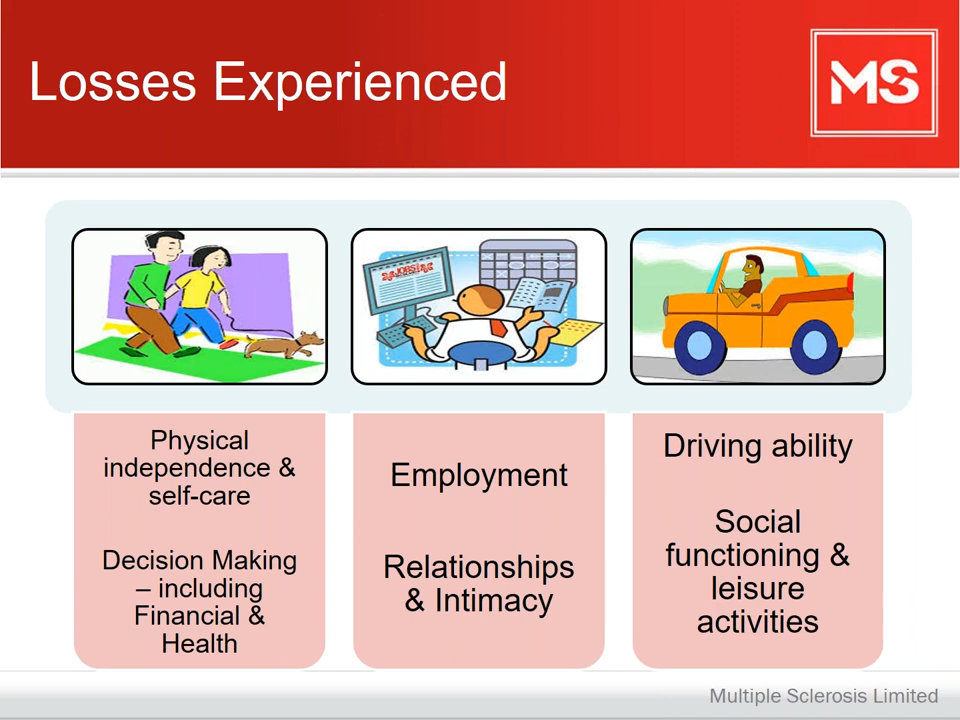 Losses Experienced
MS
JOBS
Physical
independence &
self-care
Decision Making
– including
Financial &
Health
Employment
Relationships
& Intimacy
Driving ability
Social
functioning &
leisure
activities
Multiple Sclerosis Limited